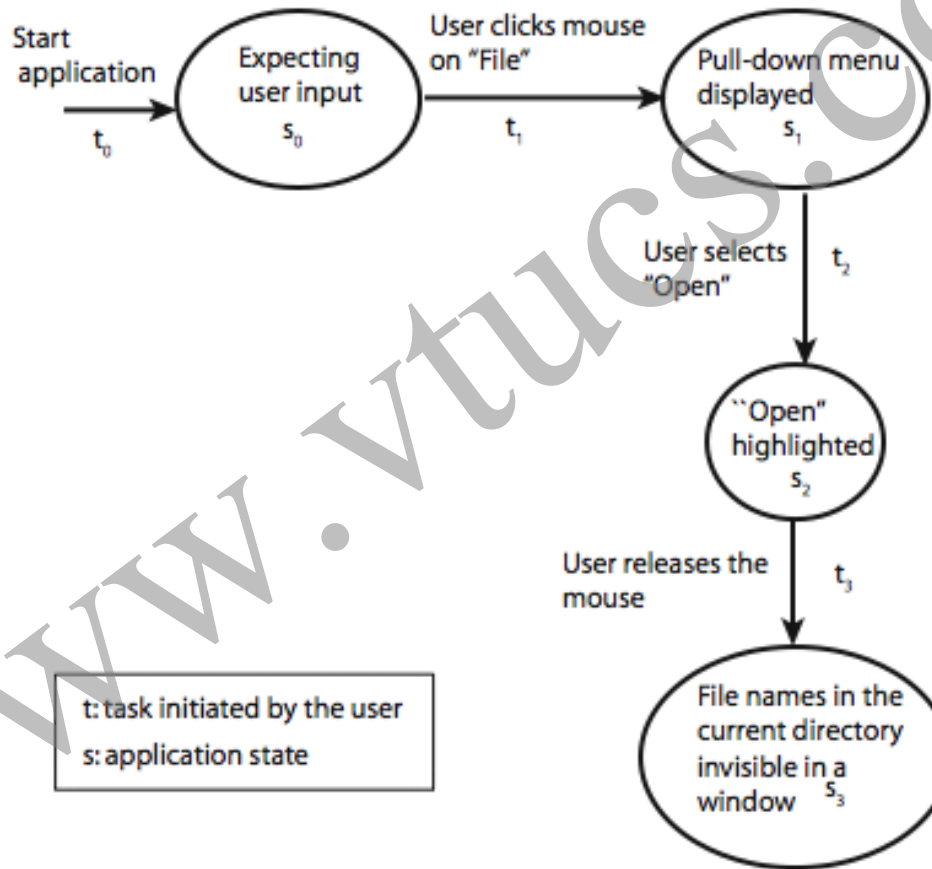 Start
application
t₀
Expecting
user input
s₀
User clicks mouse
on “File”
t₁
Pull-down menu
displayed
s₁
User selects
“Open”
t₂
``Open”
highlighted
s₂
User releases the
mouse
t₃
File names in the
current directory
invisible in a
window s₃
t: task initiated by the user
s: application state
ww.vtucs.co